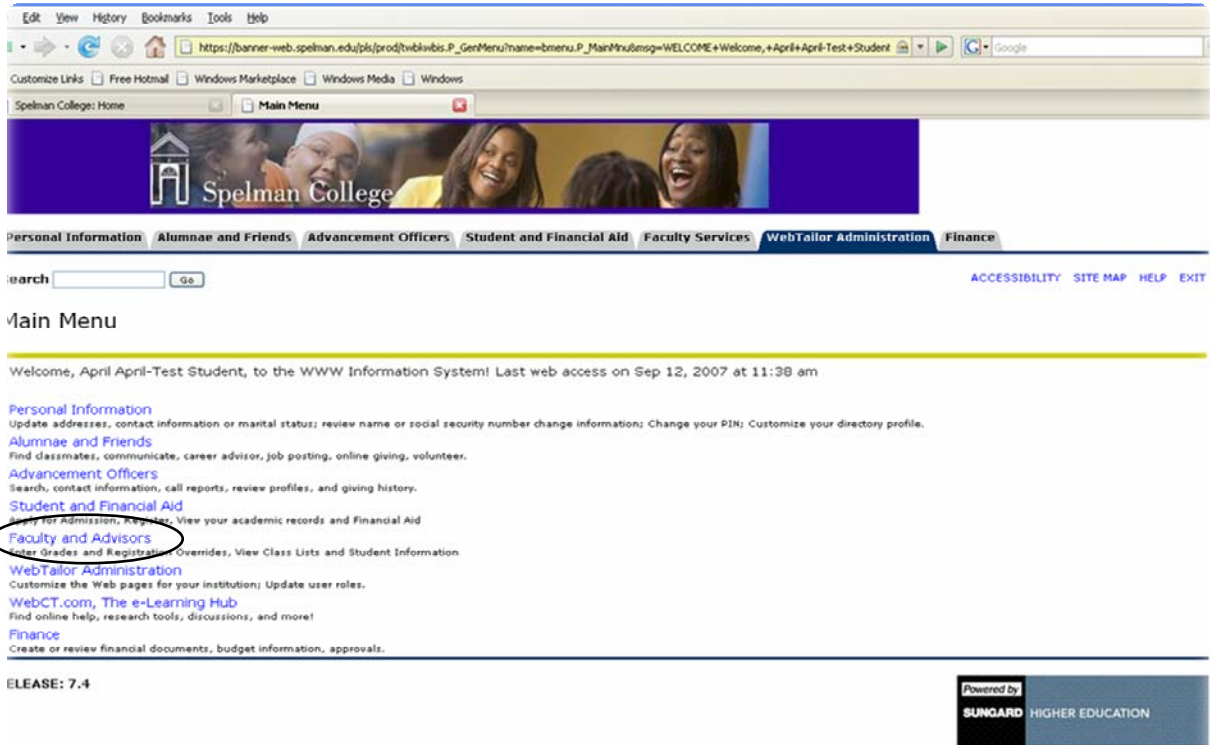 Edit View History Bookmarks Tools Help
https://banner-web.spelman.edu/pls/prod/twbkwbis.P_GenMenu?name=bmenu.P_MainMnu&msg=WELCOME+Welcome,+April+April-Test+Student Google
Customize Links Free Hotmail Windows Marketplace Windows Media Windows
Spelman College: Home Main Menu
Spelman College
Personal Information Alumnae and Friends Advancement Officers Student and Financial Aid Faculty Services WebTailor Administration Finance
earch Go ACCESSIBILITY SITE MAP HELP EXIT
Main Menu
Welcome, April April-Test Student, to the WWW Information System! Last web access on Sep 12, 2007 at 11:38 am
Personal Information
Update addresses, contact information or marital status; review name or social security number change information; Change your PIN; Customize your directory profile.
Alumnae and Friends
Find classmates, communicate, career advisor, job posting, online giving, volunteer.
Advancement Officers
Search, contact information, call reports, review profiles, and giving history.
Student and Financial Aid
Apply for Admission, Register, View your academic records and Financial Aid
Faculty and Advisors
Enter Grades and Registration Overrides, View Class Lists and Student Information
WebTailor Administration
Customize the Web pages for your institution; Update user roles.
WebCT.com, The e-Learning Hub
Find online help, research tools, discussions, and more!
Finance
Create or review financial documents, budget information, approvals.
ELEASE: 7.4
Powered by
SUNGARD HIGHER EDUCATION